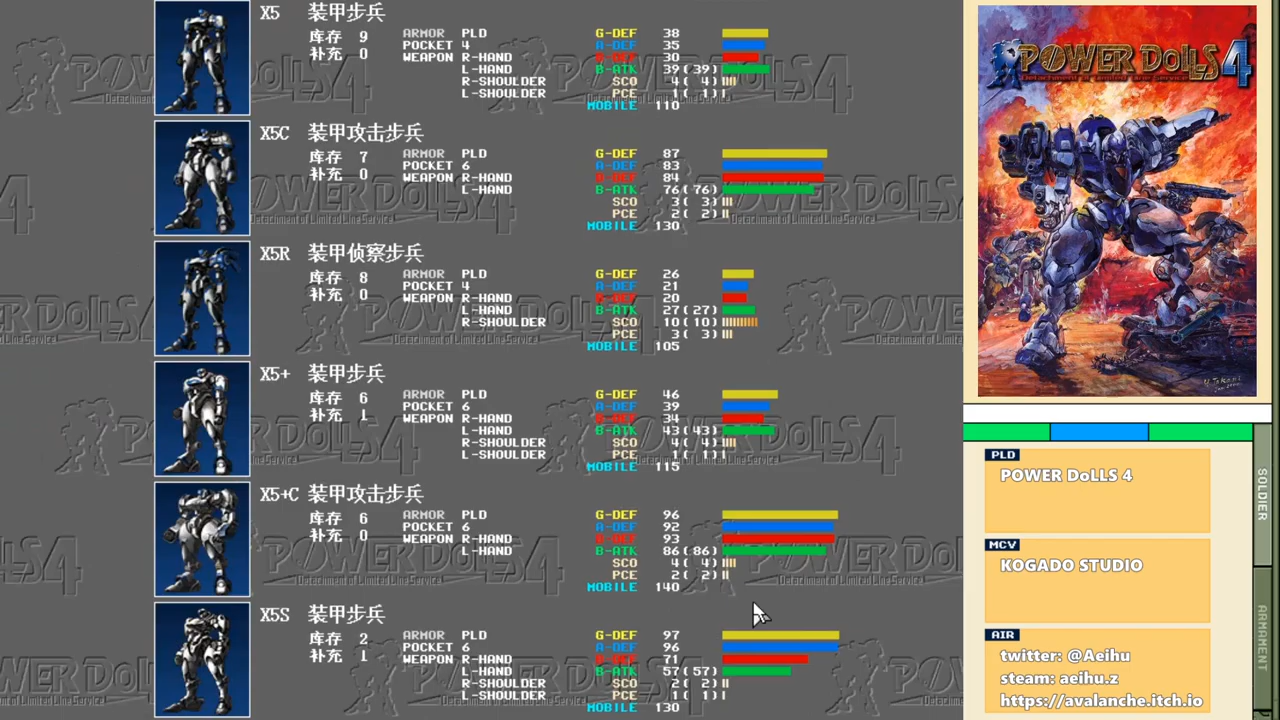 X5 装甲步兵
库存 9
补充 0
ARMOR PLD
POCKET 4
WEAPON R-HAND
L-HAND
R-SHOULDER
L-SHOULDER
G-DEF 38
A-DEF 35
B-DEF 30
B-ATK 39(39)
SCO 4( 4)
PCE 1( 1)
MOBILE 110
X5C 装甲攻击步兵
库存 7
补充 0
ARMOR PLD
POCKET 6
WEAPON R-HAND
L-HAND
G-DEF 87
A-DEF 83
B-DEF 84
B-ATK 76(76)
SCO 3( 3)
PCE 2( 2)
MOBILE 130
X5R 装甲侦察步兵
库存 8
补充 0
ARMOR PLD
POCKET 4
WEAPON R-HAND
L-HAND
R-SHOULDER
G-DEF 26
A-DEF 21
B-DEF 20
B-ATK 27(27)
SCO 10(10)
PCE 3( 3)
MOBILE 105
X5+ 装甲步兵
库存 6
补充 1
ARMOR PLD
POCKET 6
WEAPON R-HAND
L-HAND
R-SHOULDER
L-SHOULDER
G-DEF 46
A-DEF 39
B-DEF 34
B-ATK 43(43)
SCO 4( 4)
PCE 1( 1)
MOBILE 115
X5+C 装甲攻击步兵
库存 6
补充 0
ARMOR PLD
POCKET 6
WEAPON R-HAND
L-HAND
G-DEF 96
A-DEF 92
B-DEF 93
B-ATK 86(86)
SCO 4( 4)
PCE 2( 2)
MOBILE 140
X5S 装甲步兵
库存 2
补充 1
ARMOR PLD
POCKET 6
WEAPON R-HAND
L-HAND
R-SHOULDER
L-SHOULDER
G-DEF 97
A-DEF 96
B-DEF 71
B-ATK 57(57)
SCO 2( 2)
PCE 1( 1)
MOBILE 130
POWER DoLLS 4
Detachment of Limited Line Service
PLD
POWER DoLLS 4
MCV
KOGADO STUDIO
AIR
twitter: @Aeihu
steam: aeihu.z
https://avalanche.itch.io
SOLDIER
ARMAMENT